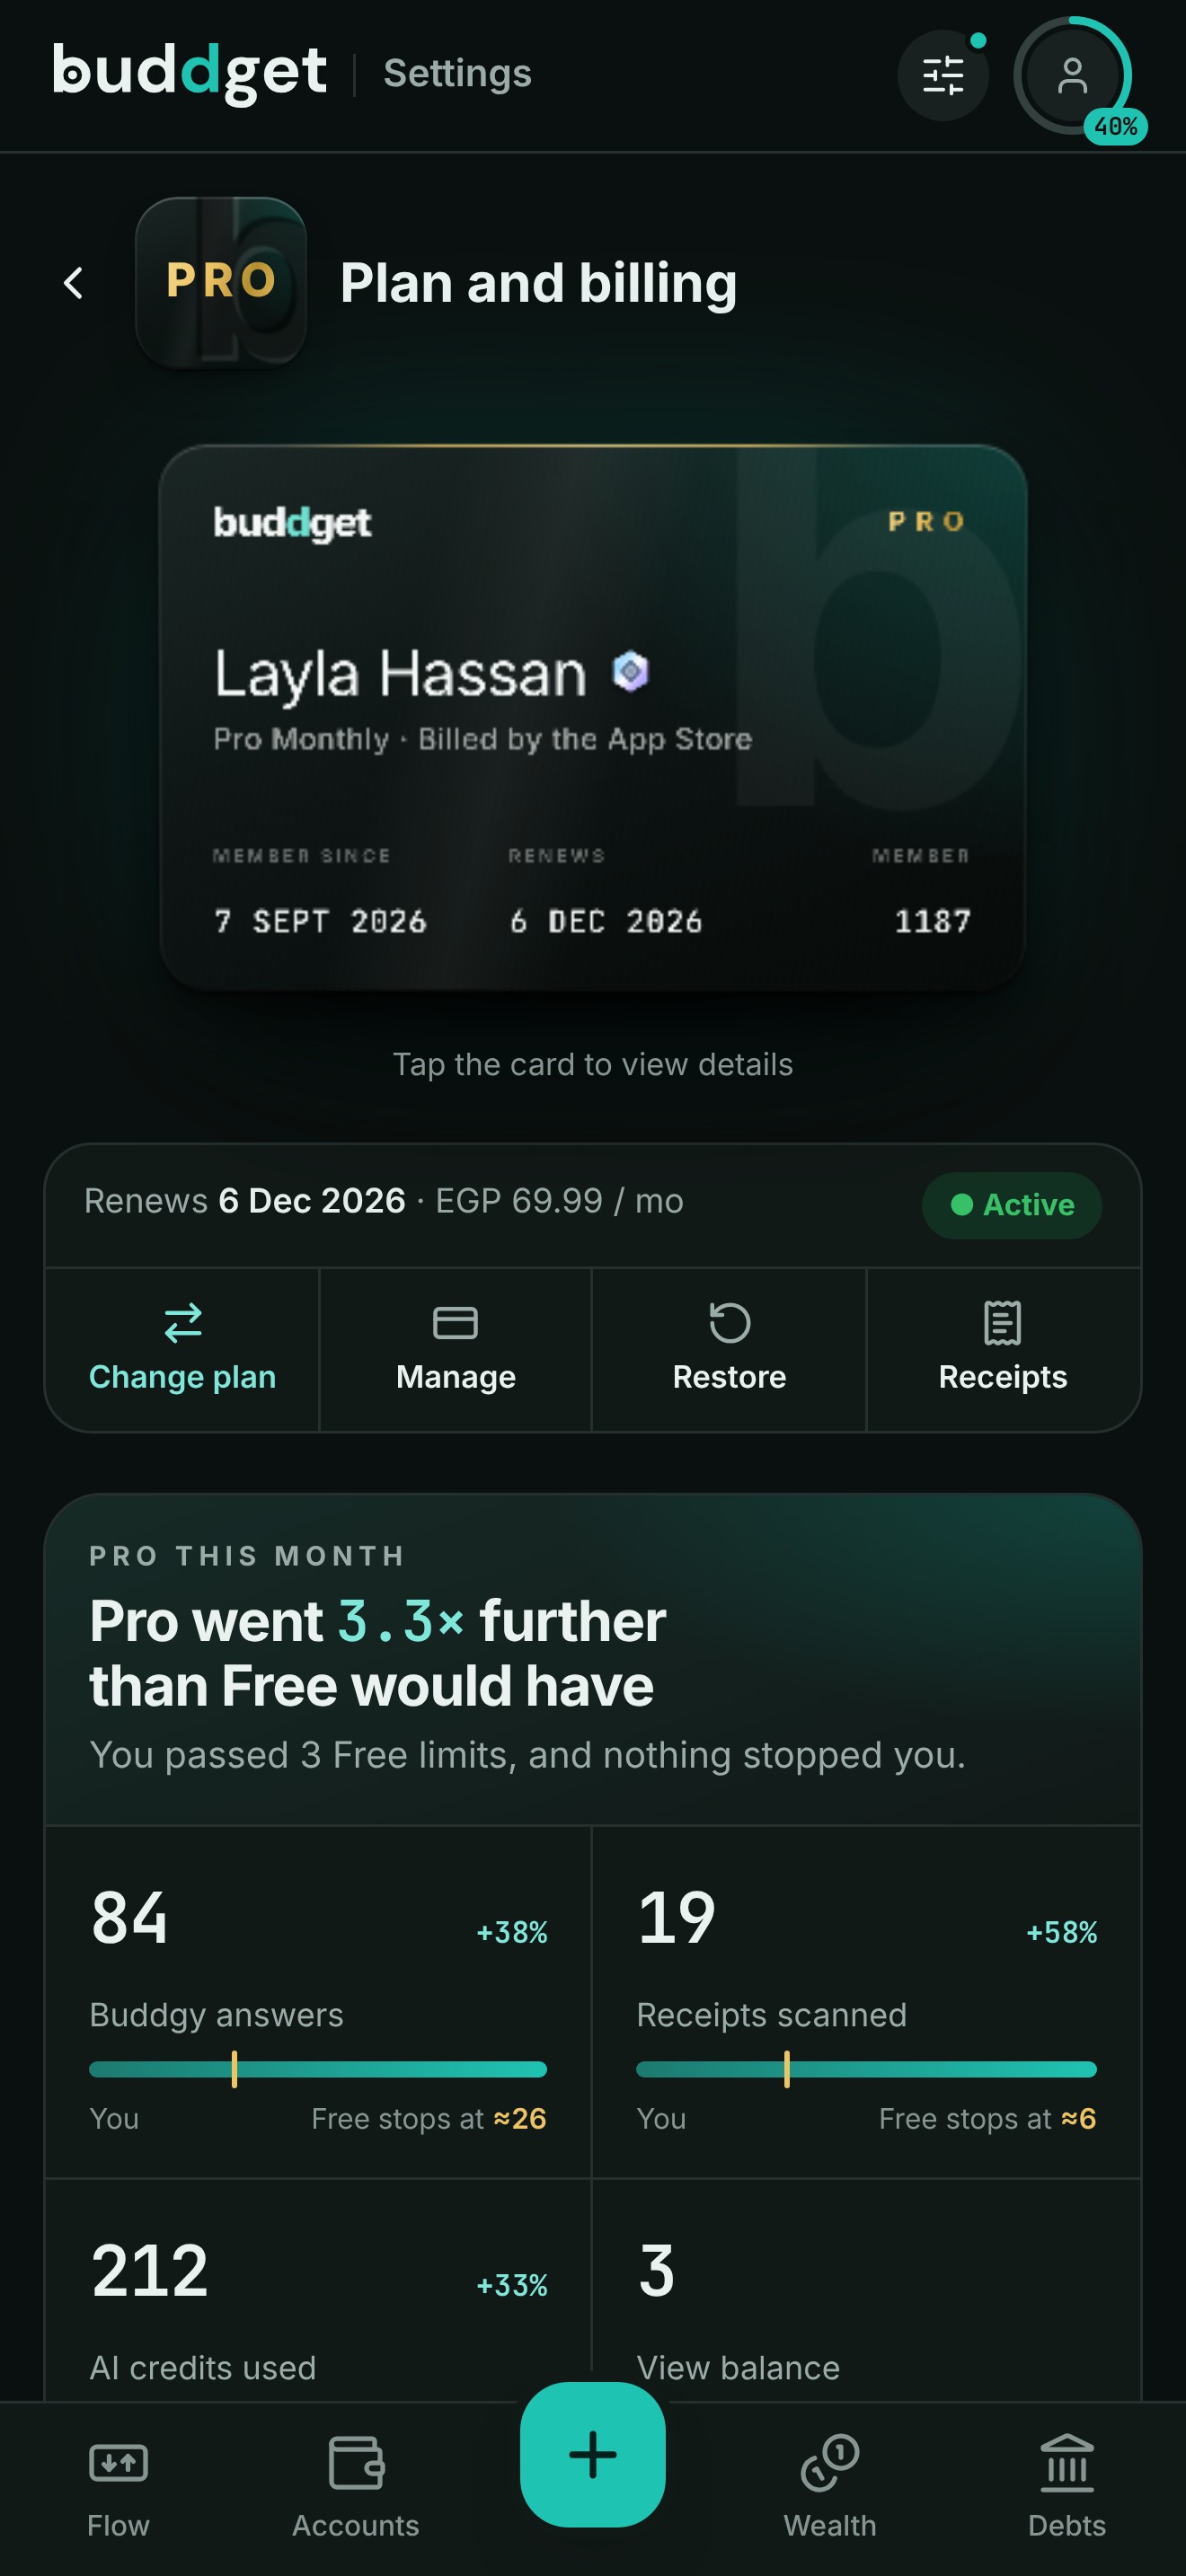 buddget | Settings
40%
PRO
Plan and billing
buddget
PRO
Layla Hassan
Pro Monthly · Billed by the App Store
MEMBER SINCE RENEWS MEMBER
7 SEPT 2026 6 DEC 2026 1187
Tap the card to view details
Renews 6 Dec 2026 · EGP 69.99 / mo
Active
Change plan Manage Restore Receipts
PRO THIS MONTH
Pro went 3.3× further
than Free would have
You passed 3 Free limits, and nothing stopped you.
84 +38%
Buddgy answers
You Free stops at ≈26
19 +58%
Receipts scanned
You Free stops at ≈6
212 +33%
AI credits used
3
View balance
Flow Accounts Wealth Debts